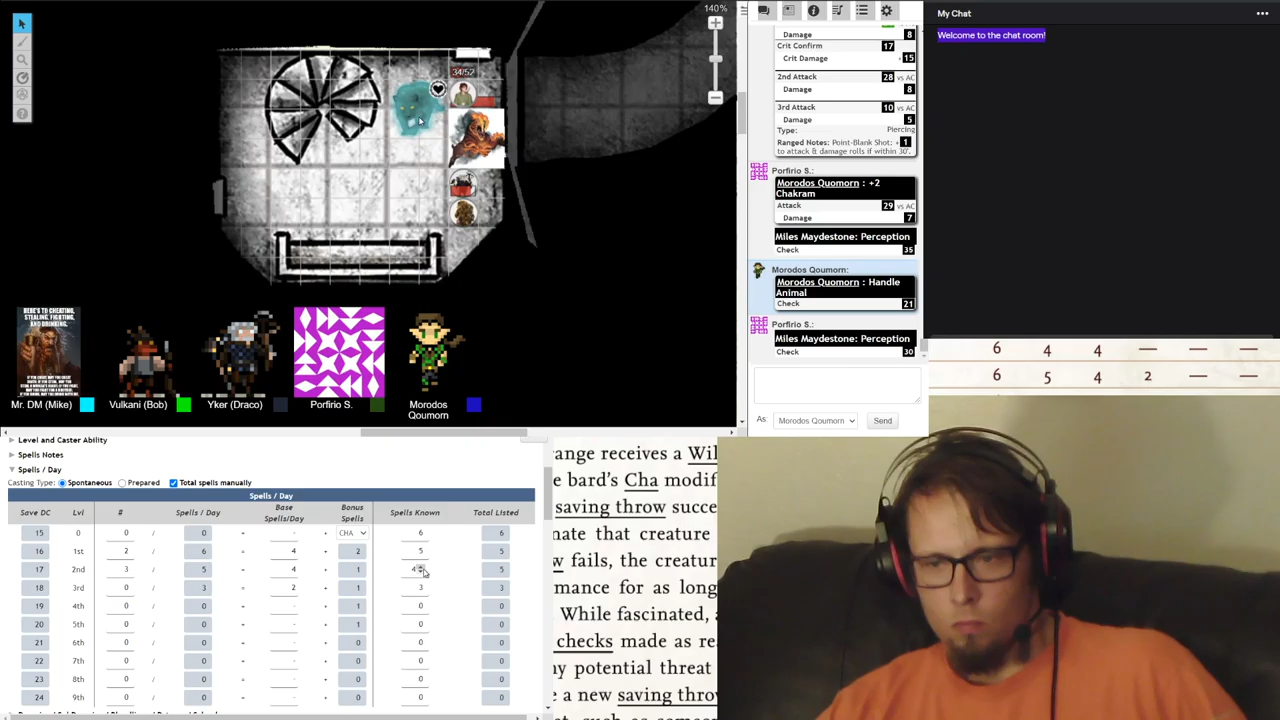 140%
34/52
HERE'S TO CHEATING,
STEALING, FIGHTING,
AND DRINKING.
Mr. DM (Mike)
Vulkani (Bob)
Yker (Draco)
Porfirio S.
Morodos
Quomorn
Damage 8
Crit Confirm 17
Crit Damage +15
2nd Attack 28 vs AC
Damage 8
3rd Attack 10 vs AC
Damage 5
Type: Piercing
Ranged Notes: Point-Blank Shot: +1
to attack & damage rolls if within 30'.
Porfirio S.:
Morodos Quomorn : +2
Chakram
Attack 29 vs AC
Damage 7
Miles Maydestone: Perception
Check 35
Morodos Quomorn:
Morodos Quomorn : Handle
Animal
Check 21
Porfirio S.:
Miles Maydestone: Perception
Check 30
As: Morodos Quomorn Send
My Chat
Welcome to the chat room!
6 4 4 — — —
6 5 4 2 — —
Level and Caster Ability
Spells Notes
Spells / Day
Casting Type: Spontaneous Prepared Total spells manually
Spells / Day
Save DC Lvl # Spells / Day Base Spells/Day Bonus Spells Spells Known Total Listed
15 0 0 / 0 = - + CHA 6 6
16 1st 2 / 6 = 4 + 2 5 5
17 2nd 3 / 5 = 4 + 1 4 5
18 3rd 0 / 3 = 2 + 1 3 3
19 4th 0 / 0 = - + 1 0 0
20 5th 0 / 0 = - + 1 0 0
21 6th 0 / 0 = - + 0 0 0
22 7th 0 / 0 = - + 0 0 0
23 8th 0 / 0 = - + 0 0 0
24 9th 0 / 0 = - + 0 0 0
ange receives a Wil
e bard's Cha modif
saving throw succe
nate that creature
w fails, the creatur
mance for as long
While fascinated, a
checks made as rea
ny potential threat
e a new saving throw